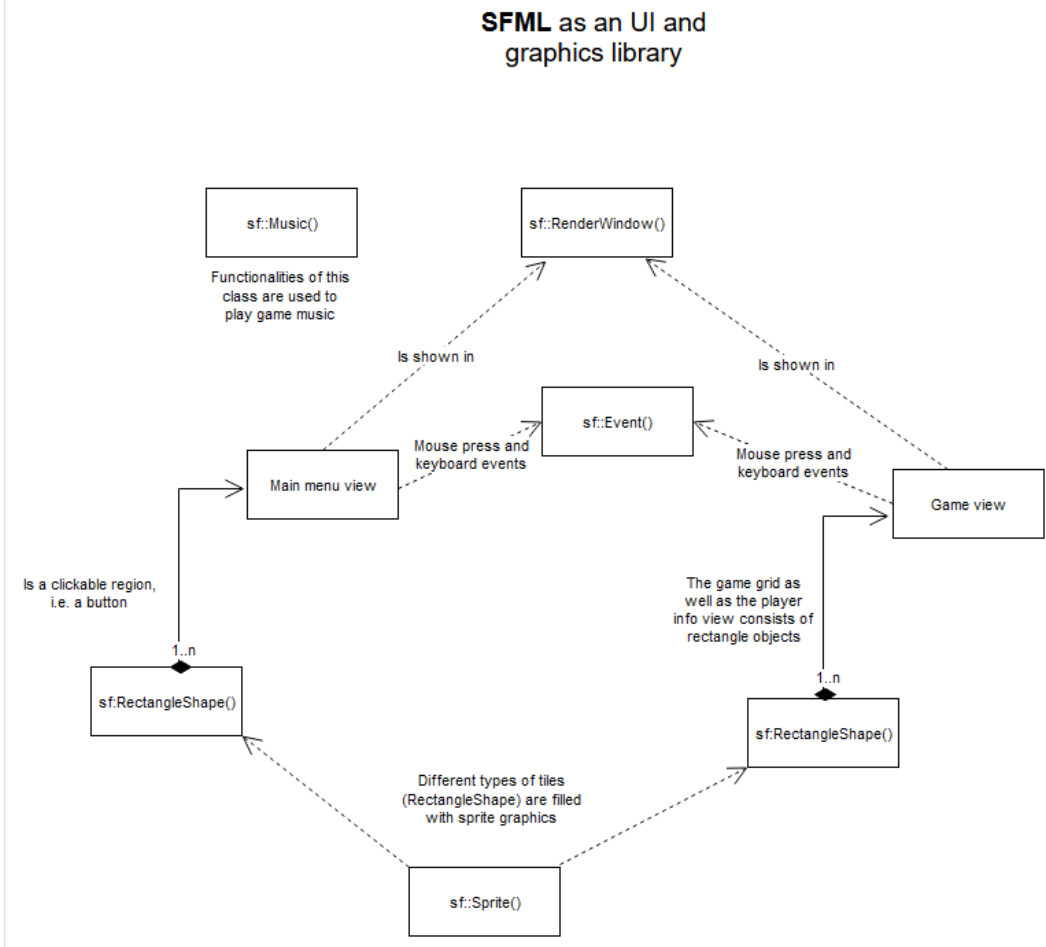 SFML as an UI and
graphics library
sf::Music()
sf::RenderWindow()
Functionalities of this
class are used to
play game music
Is shown in
Is shown in
sf::Event()
Mouse press and
keyboard events
Mouse press and
keyboard events
Main menu view
Game view
Is a clickable region,
i.e. a button
The game grid as
well as the player
info view consists of
rectangle objects
1..n
1..n
sf:RectangleShape()
sf:RectangleShape()
Different types of tiles
(RectangleShape) are filled
with sprite graphics
sf::Sprite()